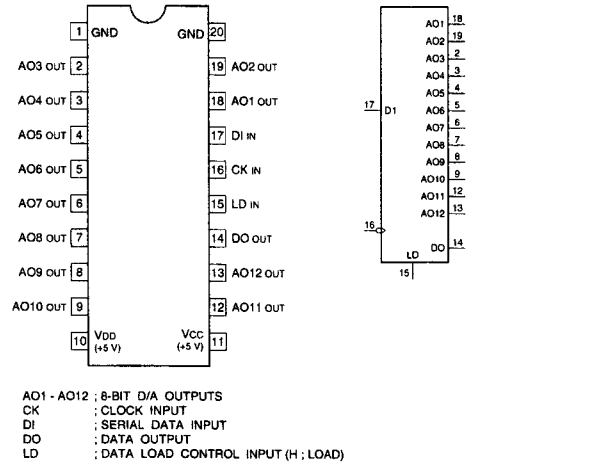 1 GND GND 20
AO3 OUT 2 19 AO2 OUT
AO4 OUT 3 18 AO1 OUT
AO5 OUT 4 17 DI IN
AO6 OUT 5 16 CK IN
AO7 OUT 6 15 LD IN
AO8 OUT 7 14 DO OUT
AO9 OUT 8 13 AO12 OUT
AO10 OUT 9 12 AO11 OUT
10 VDD VCC 11
(+5 V) (+5 V)
AO1 18
AO2 19
AO3 2
AO4 3
AO5 4
17 D1 AO6 5
AO7 6
AO8 7
AO9 8
AO10 9
AO11 12
AO12 13
16
DO 14
LD
15
AO1 - AO12 ; 8-BIT D/A OUTPUTS
CK ; CLOCK INPUT
DI ; SERIAL DATA INPUT
DO ; DATA OUTPUT
LD ; DATA LOAD CONTROL INPUT (H ; LOAD)